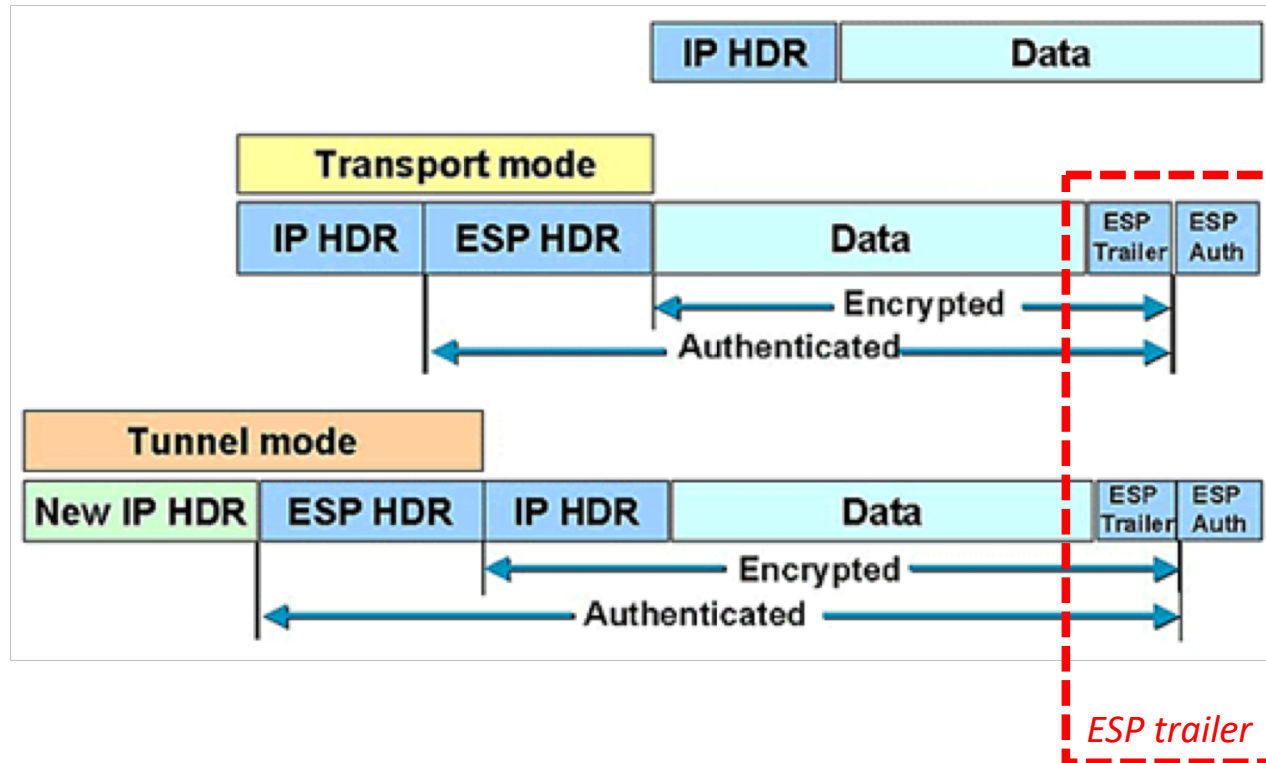 IP HDR Data
Transport mode
IP HDR ESP HDR Data ESP Trailer ESP Auth
Encrypted
Authenticated
Tunnel mode
New IP HDR ESP HDR IP HDR Data ESP Trailer ESP Auth
Encrypted
Authenticated
ESP trailer